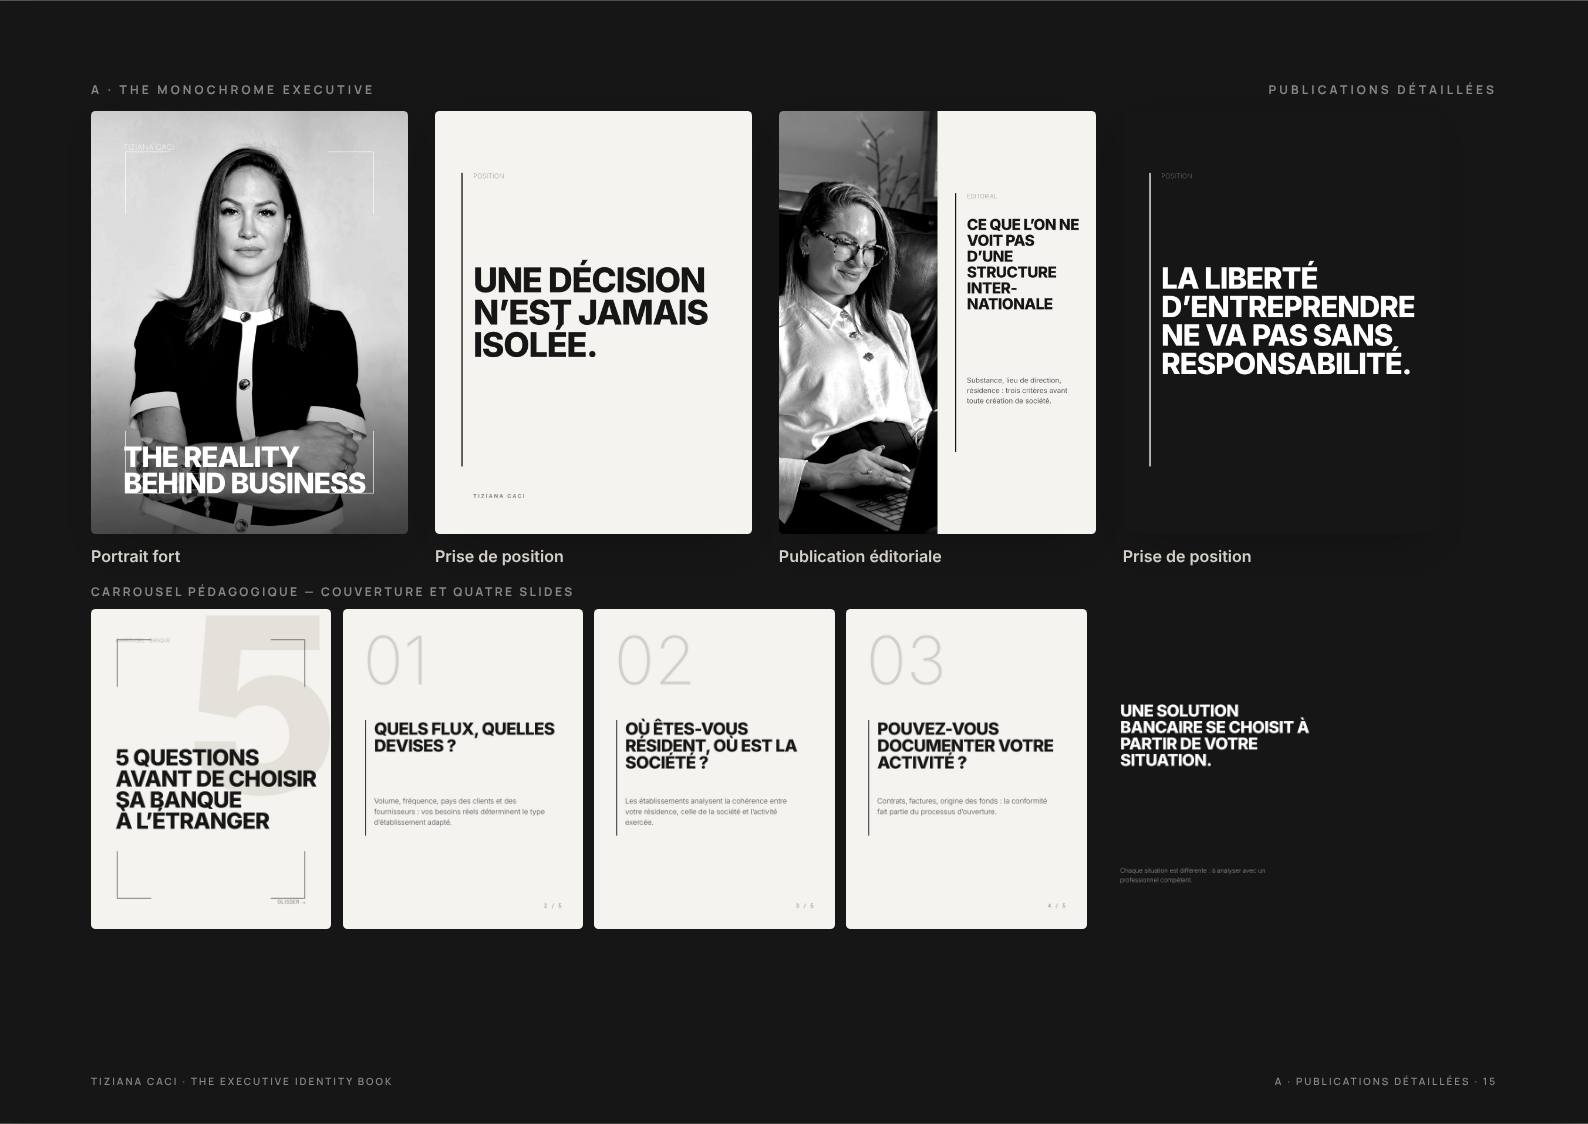 A · THE MONOCHROME EXECUTIVE
PUBLICATIONS DÉTAILLÉES
TIZIANA CACI
THE REALITY
BEHIND BUSINESS
Portrait fort
POSITION
UNE DÉCISION
N’EST JAMAIS
ISOLÉE.
TIZIANA CACI
Prise de position
EDITORIAL
CE QUE L’ON NE
VOIT PAS
D’UNE
STRUCTURE
INTER-
NATIONALE
Substance, lieu de direction,
résidence : trois critères avant
toute création de société.
Publication éditoriale
POSITION
LA LIBERTÉ
D’ENTREPRENDRE
NE VA PAS SANS
RESPONSABILITÉ.
Prise de position
CARROUSEL PÉDAGOGIQUE — COUVERTURE ET QUATRE SLIDES
5
5 QUESTIONS
AVANT DE CHOISIR
SA BANQUE
À L’ÉTRANGER
GLISSER →
01
QUELS FLUX, QUELLES
DEVISES ?
Volume, fréquence, pays des clients et des
fournisseurs : vos besoins réels déterminent le type
d’établissement adapté.
2 / 5
02
OÙ ÊTES-VOUS
RÉSIDENT, OÙ EST LA
SOCIÉTÉ ?
Les établissements analysent la cohérence entre
votre résidence, celle de la société et l’activité
exercée.
3 / 5
03
POUVEZ-VOUS
DOCUMENTER VOTRE
ACTIVITÉ ?
Contrats, factures, origine des fonds : la conformité
fait partie du processus d’ouverture.
4 / 5
UNE SOLUTION
BANCAIRE SE CHOISIT À
PARTIR DE VOTRE
SITUATION.
Chaque situation est différente : à analyser avec un
professionnel compétent.
TIZIANA CACI · THE EXECUTIVE IDENTITY BOOK
A · PUBLICATIONS DÉTAILLÉES · 15